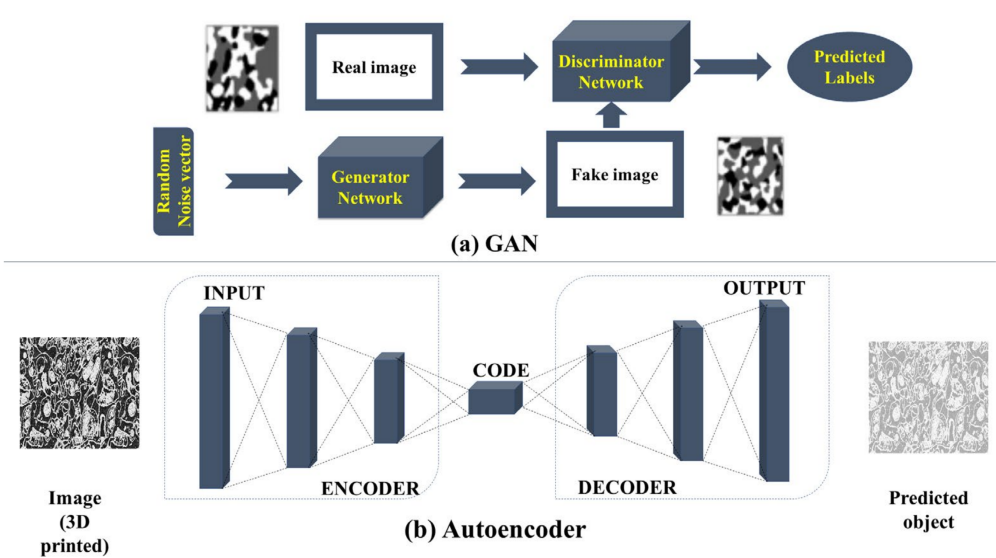 Real image
Discriminator
Network
Predicted
Labels
Random
Noise vector
Generator
Network
Fake image
(a) GAN
INPUT
OUTPUT
CODE
ENCODER
DECODER
Image
(3D
printed)
Predicted
object
(b) Autoencoder